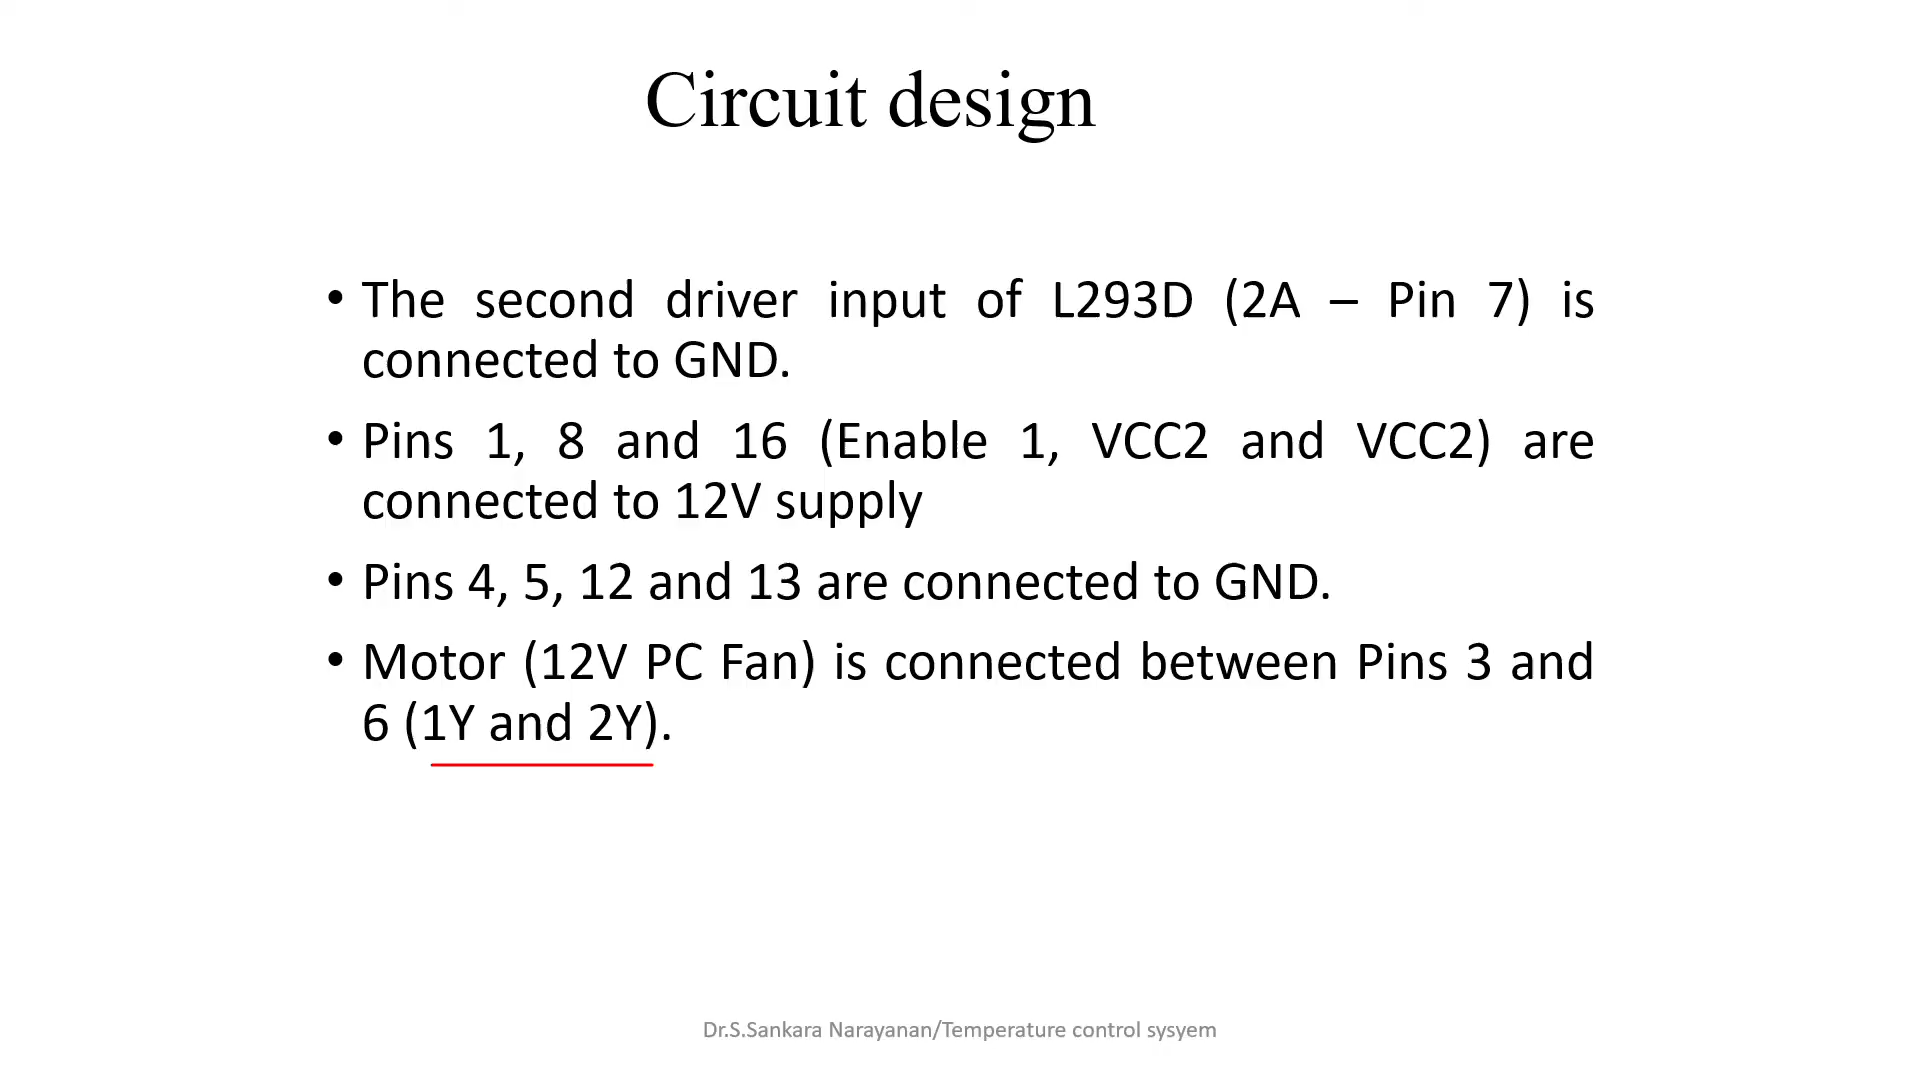 Circuit design
• The second driver input of L293D (2A – Pin 7) is
connected to GND.
• Pins 1, 8 and 16 (Enable 1, VCC2 and VCC2) are
connected to 12V supply
• Pins 4, 5, 12 and 13 are connected to GND.
• Motor (12V PC Fan) is connected between Pins 3 and
6 (1Y and 2Y).
Dr.S.Sankara Narayanan/Temperature control sysyem